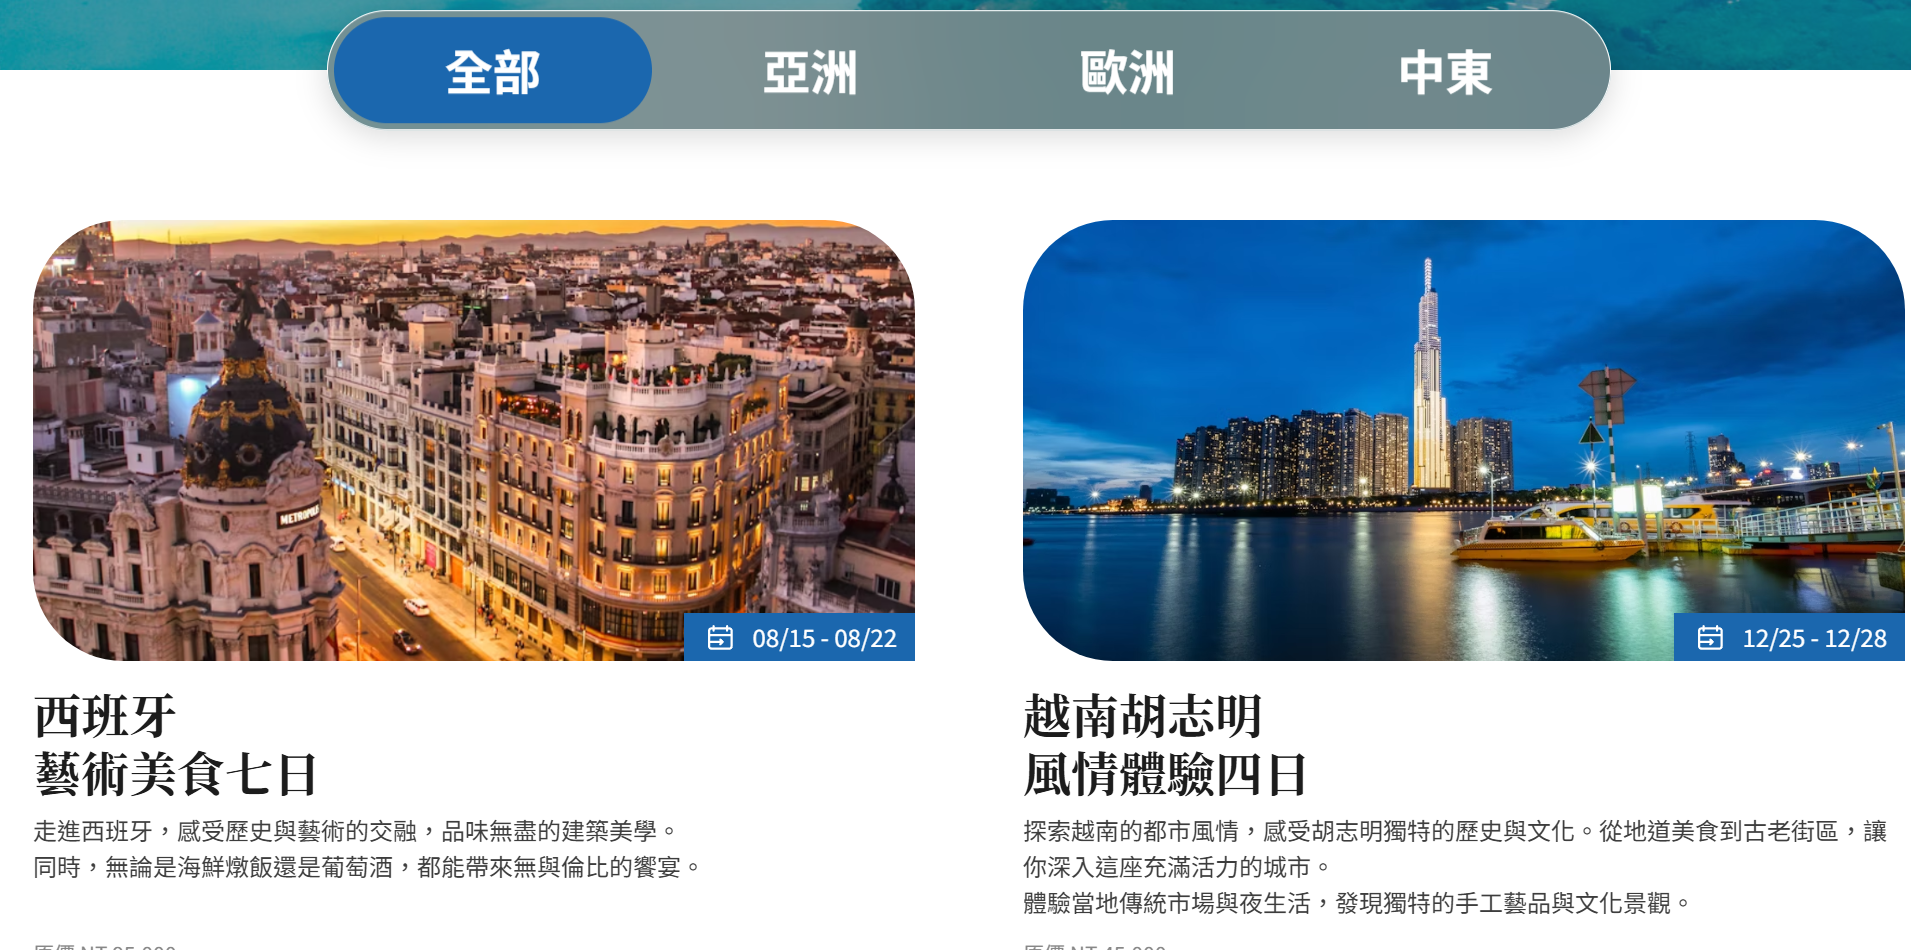 全部
亞洲
歐洲
中東
METROPOLIS
08/15 - 08/22
12/25 - 12/28
西班牙
藝術美食七日
走進西班牙，感受歷史與藝術的交融，品味無盡的建築美學。
同時，無論是海鮮燉飯還是葡萄酒，都能帶來無與倫比的饗宴。
越南胡志明
風情體驗四日
探索越南的都市風情，感受胡志明獨特的歷史與文化。從地道美食到古老街區，讓
你深入這座充滿活力的城市。
體驗當地傳統市場與夜生活，發現獨特的手工藝品與文化景觀。